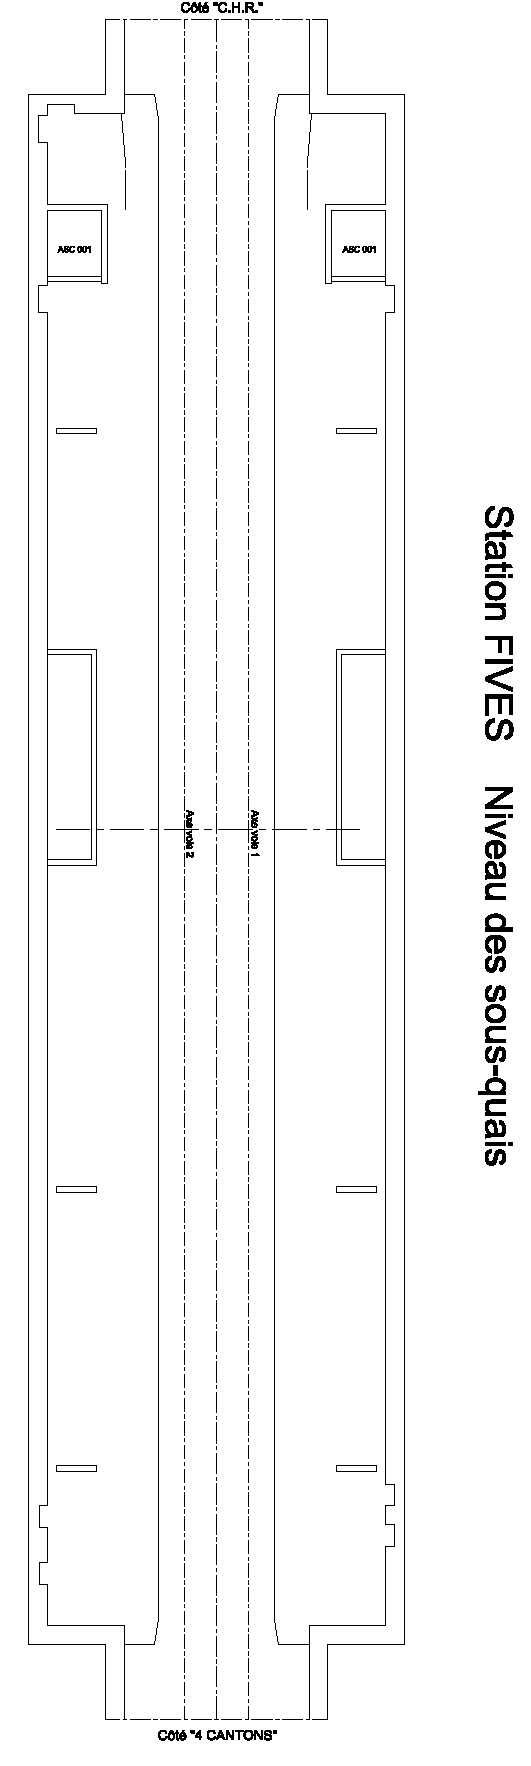 Côté "C.H.R."
ASC 001
ASC 001
Station FIVES Niveau des sous-quais
Axe voie 2
Axe voie 1
Côté "4 CANTONS"